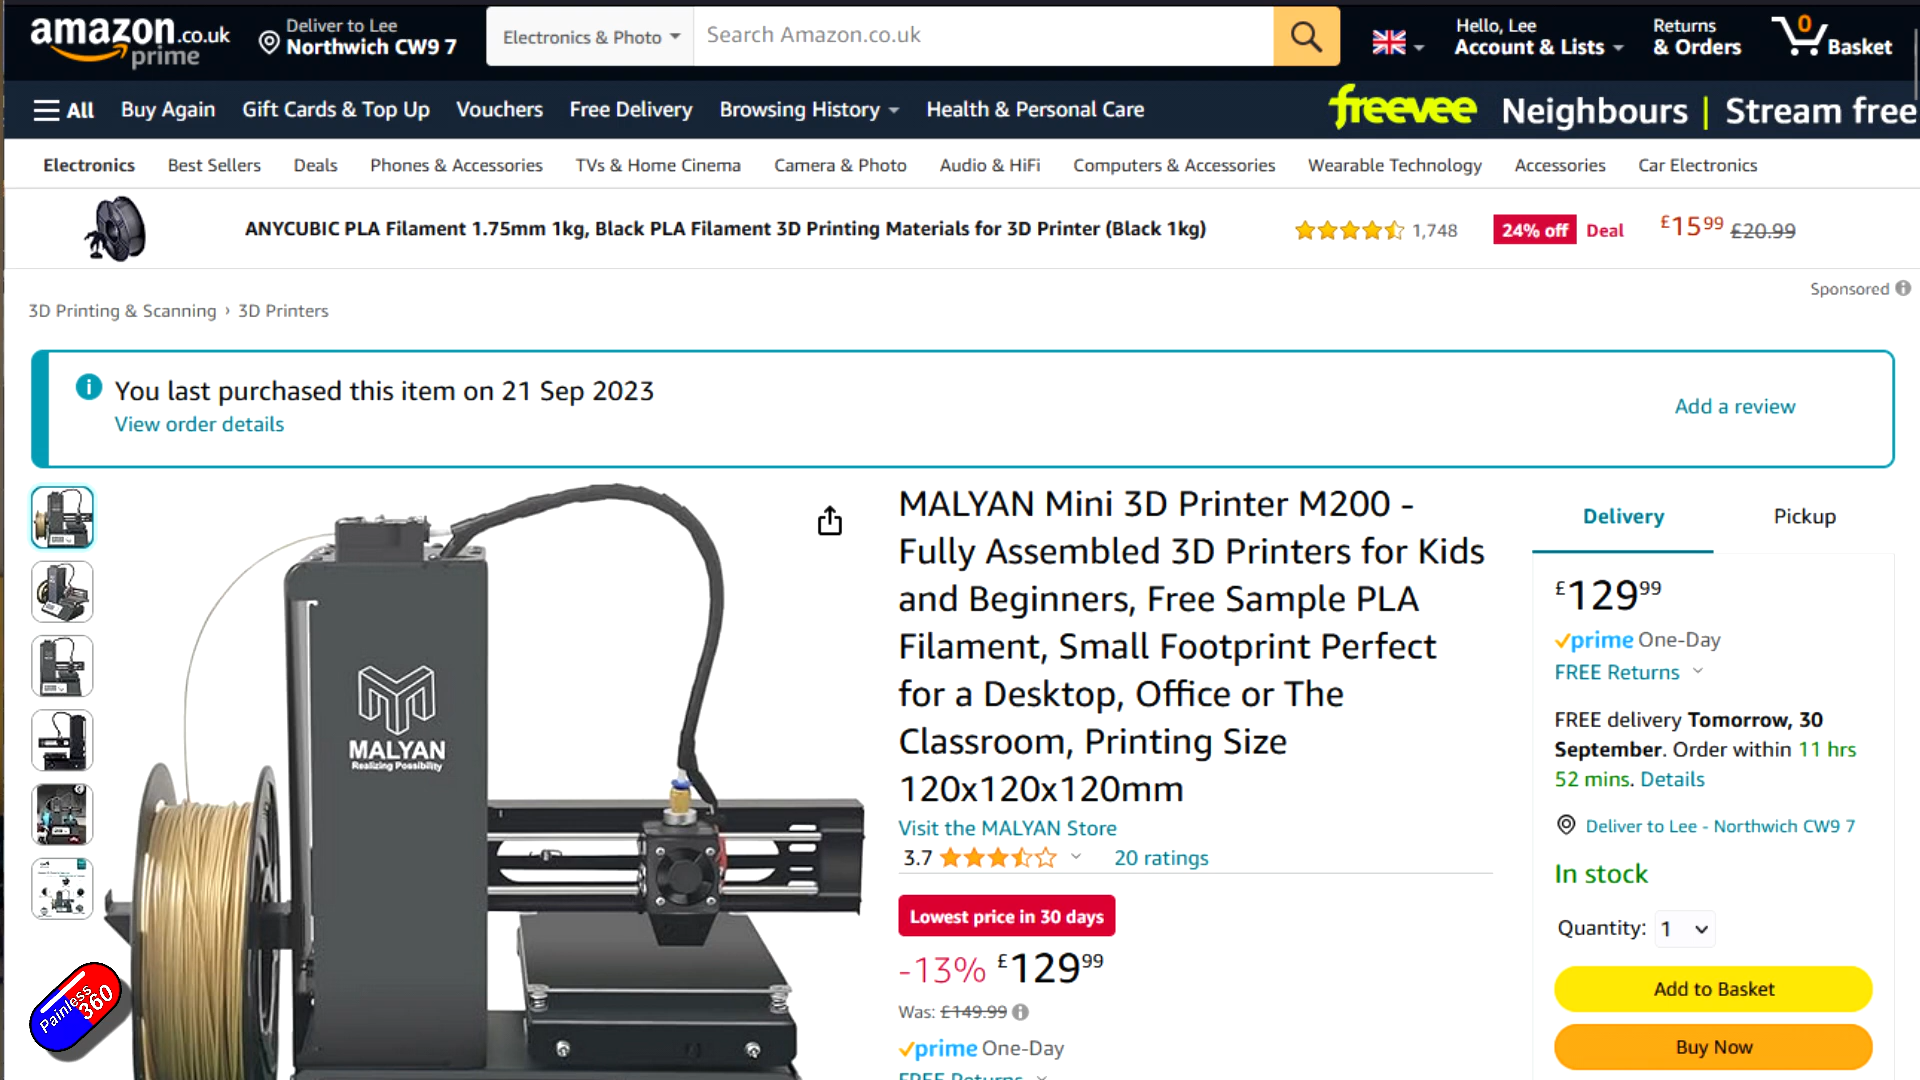 amazon.co.uk
prime
Deliver to Lee
Northwich CW9 7
Electronics & Photo
Search Amazon.co.uk
Hello, Lee
Account & Lists
Returns
& Orders
0
Basket
All
Buy Again
Gift Cards & Top Up
Vouchers
Free Delivery
Browsing History
Health & Personal Care
freevee
Neighbours | Stream free
Electronics
Best Sellers
Deals
Phones & Accessories
TVs & Home Cinema
Camera & Photo
Audio & HiFi
Computers & Accessories
Wearable Technology
Accessories
Car Electronics
ANYCUBIC PLA Filament 1.75mm 1kg, Black PLA Filament 3D Printing Materials for 3D Printer (Black 1kg)
1,748
24% off
Deal
£15 99 £20.99
Sponsored
3D Printing & Scanning › 3D Printers
You last purchased this item on 21 Sep 2023
View order details
Add a review
MALYAN
Realizing Possibility
Painless
360
MALYAN Mini 3D Printer M200 -
Fully Assembled 3D Printers for Kids
and Beginners, Free Sample PLA
Filament, Small Footprint Perfect
for a Desktop, Office or The
Classroom, Printing Size
120x120x120mm
Visit the MALYAN Store
3.7
20 ratings
Lowest price in 30 days
-13% £129 99
Was: £149.99
prime One-Day
FREE Returns
Delivery
Pickup
£129 99
prime One-Day
FREE Returns
FREE delivery Tomorrow, 30
September. Order within 11 hrs
52 mins. Details
Deliver to Lee - Northwich CW9 7
In stock
Quantity: 1
Add to Basket
Buy Now